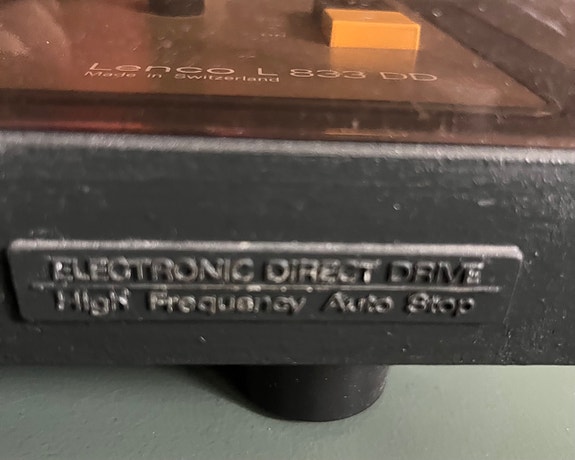 Lenco L 833 DD
Made in Switzerland
ELECTRONIC DIRECT DRIVE
High Frequency Auto Stop